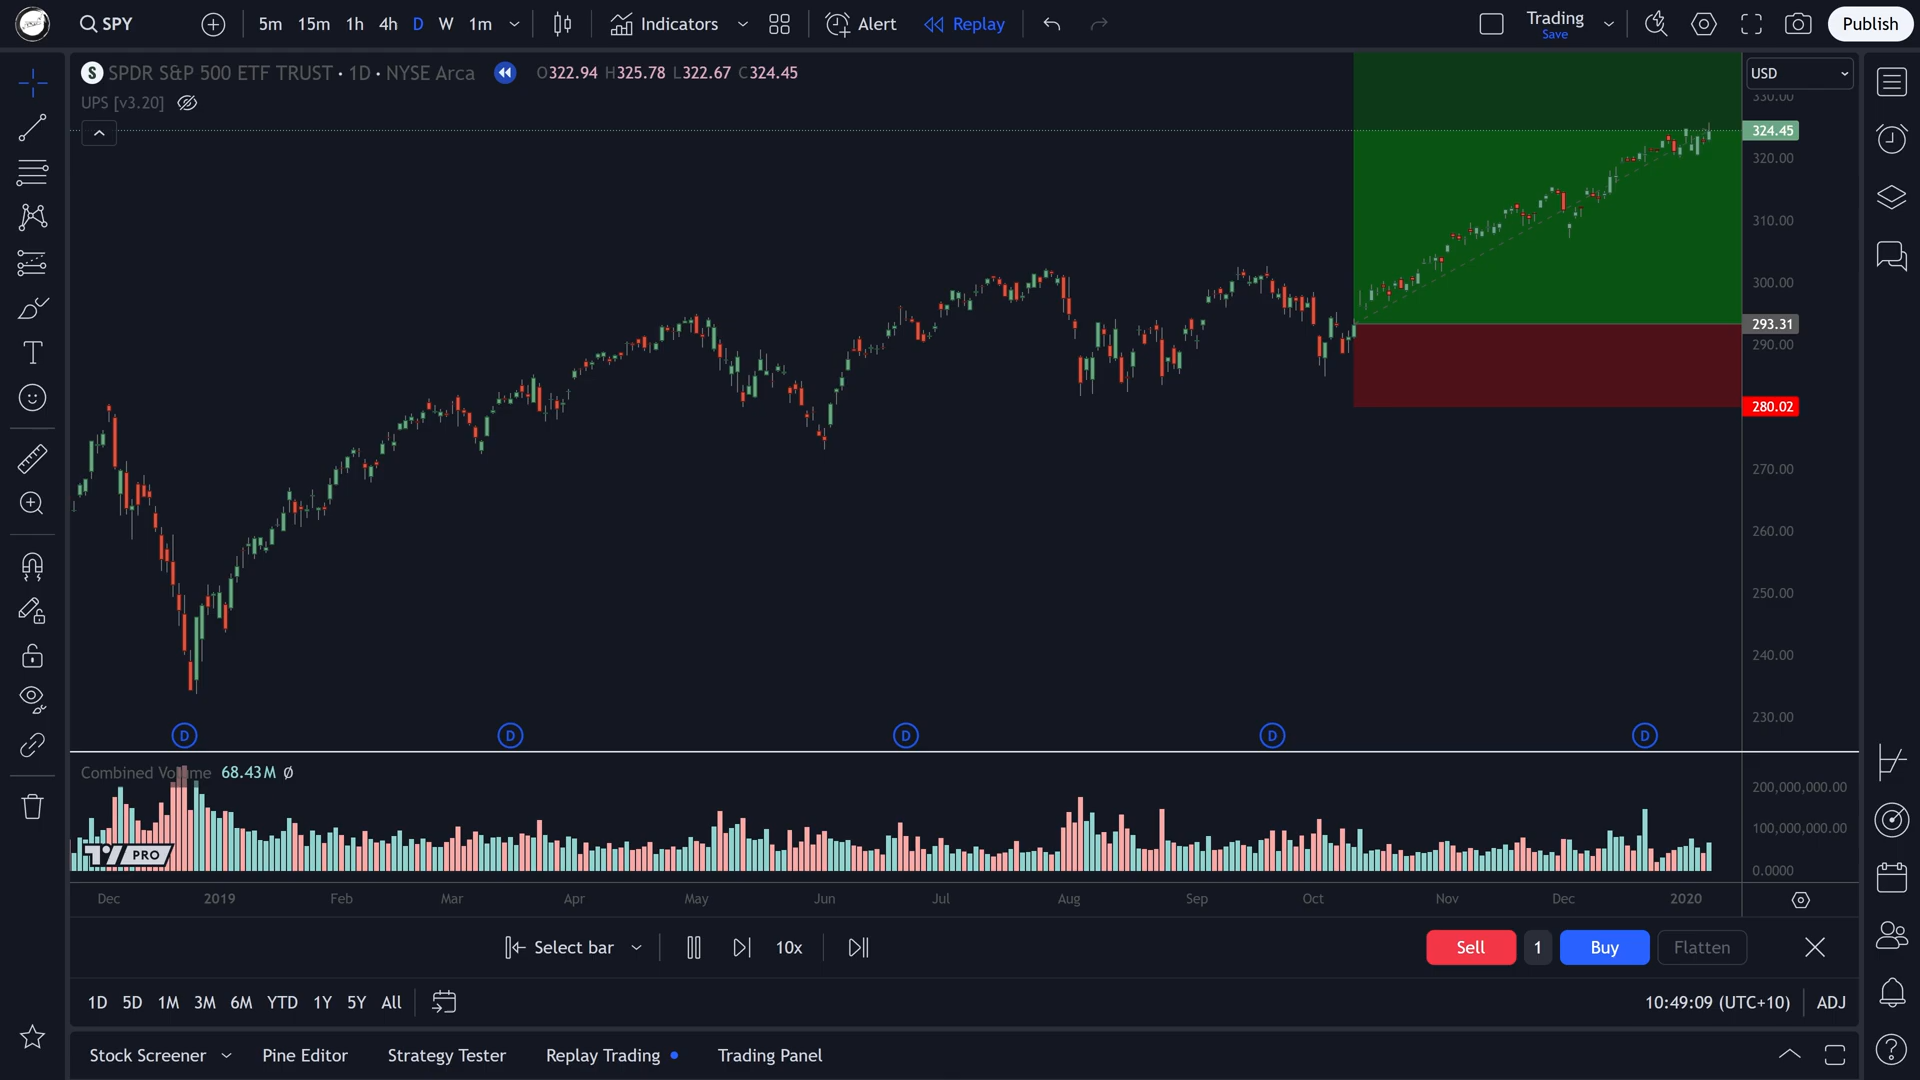 SPY 5m 15m 1h 4h D W 1m Indicators Alert Replay Trading Save Publish
S SPDR S&P 500 ETF TRUST · 1D · NYSE Arca O322.94 H325.78 L322.67 C324.45 USD
UPS [v3.20]
330.00
324.45
320.00
310.00
300.00
293.31
290.00
280.02
270.00
260.00
250.00
240.00
230.00
D D D D D
Combined Volume 68.43M Ø
200,000,000.00
100,000,000.00
0.0000
PRO
Dec 2019 Feb Mar Apr May Jun Jul Aug Sep Oct Nov Dec 2020
Select bar 10x Sell 1 Buy Flatten
1D 5D 1M 3M 6M YTD 1Y 5Y All 10:49:09 (UTC+10) ADJ
Stock Screener Pine Editor Strategy Tester Replay Trading Trading Panel